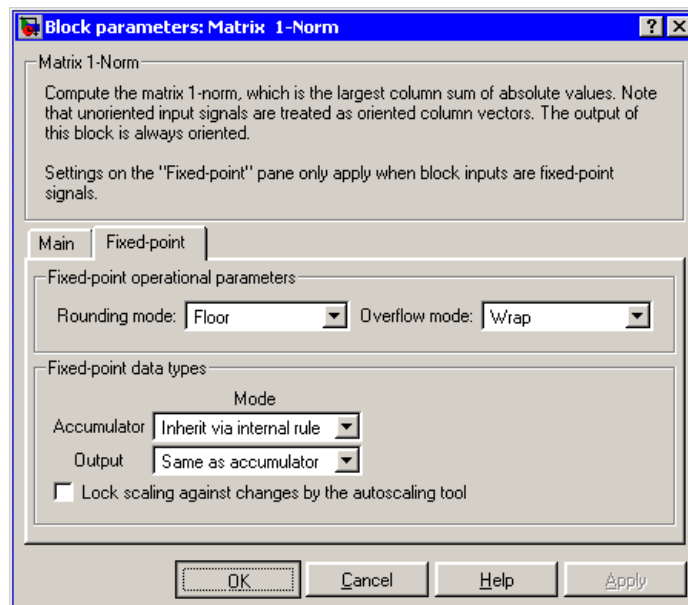 Block parameters: Matrix 1-Norm
Matrix 1-Norm
Compute the matrix 1-norm, which is the largest column sum of absolute values. Note
that unoriented input signals are treated as oriented column vectors. The output of
this block is always oriented.
Settings on the "Fixed-point" pane only apply when block inputs are fixed-point
signals.
Main Fixed-point
Fixed-point operational parameters
Rounding mode: Floor Overflow mode: Wrap
Fixed-point data types
Mode
Accumulator Inherit via internal rule
Output Same as accumulator
Lock scaling against changes by the autoscaling tool
OK Cancel Help Apply